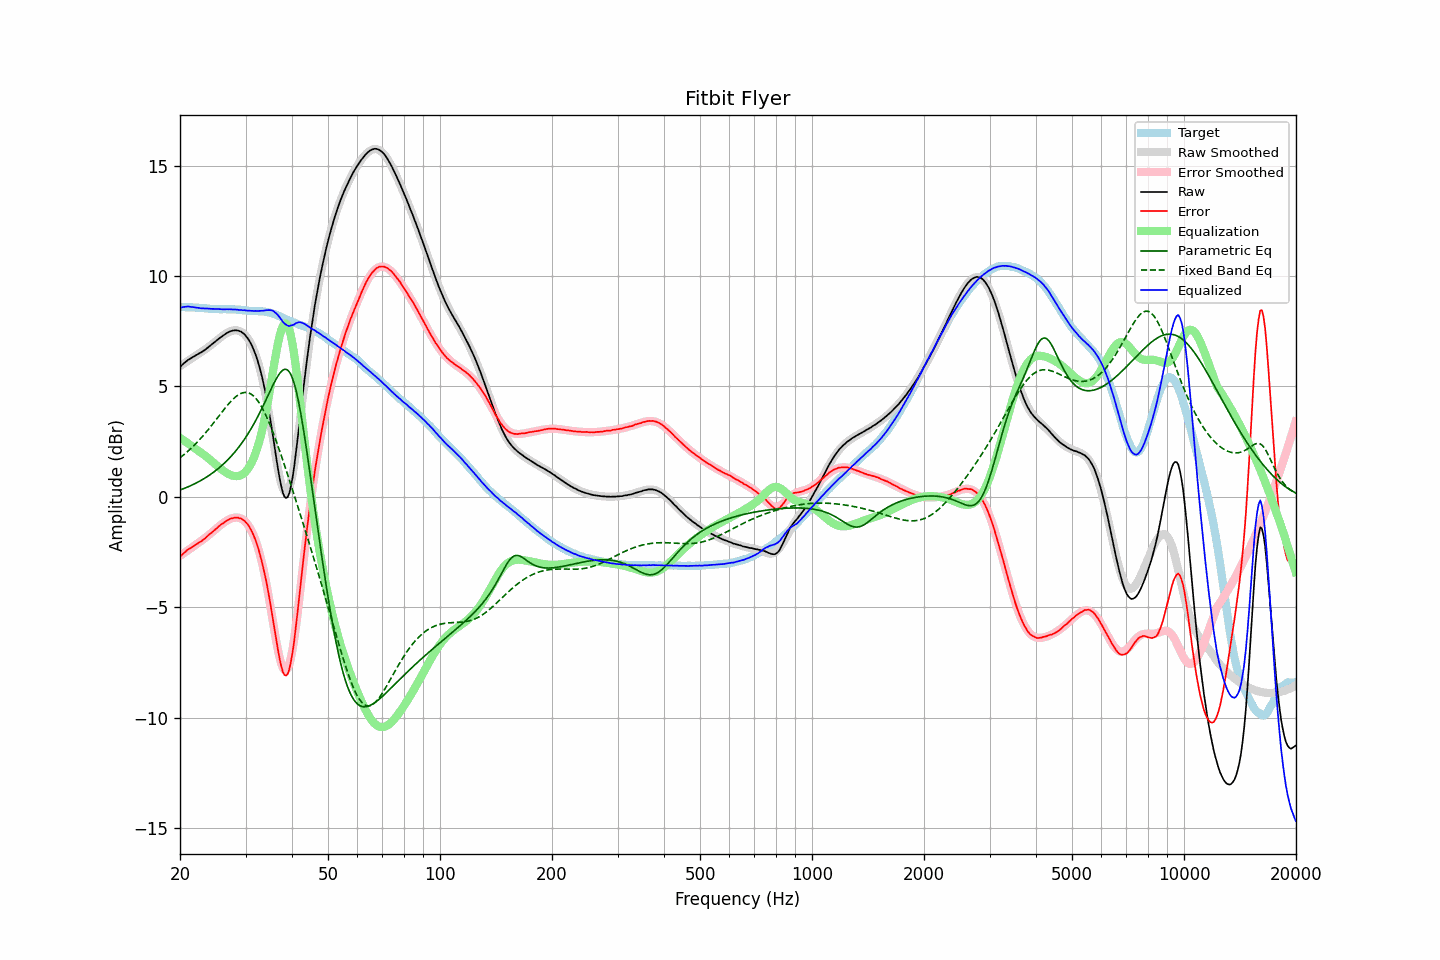 Fitbit Flyer
Target
Raw Smoothed
Error Smoothed
Raw
Error
Equalization
Parametric Eq
Fixed Band Eq
Equalized
Amplitude (dBr)
15
10
5
0
−5
−10
−15
20 50 100 200 500 1000 2000 5000 10000 20000
Frequency (Hz)